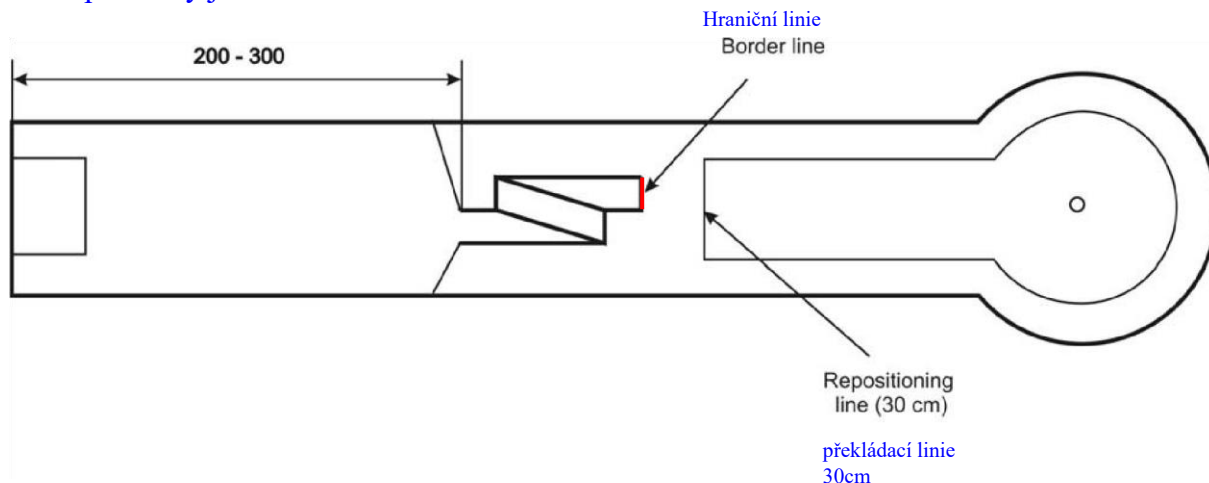 Hraniční linie
Border line
200 - 300
Repositioning
line (30 cm)
překládací linie
30cm